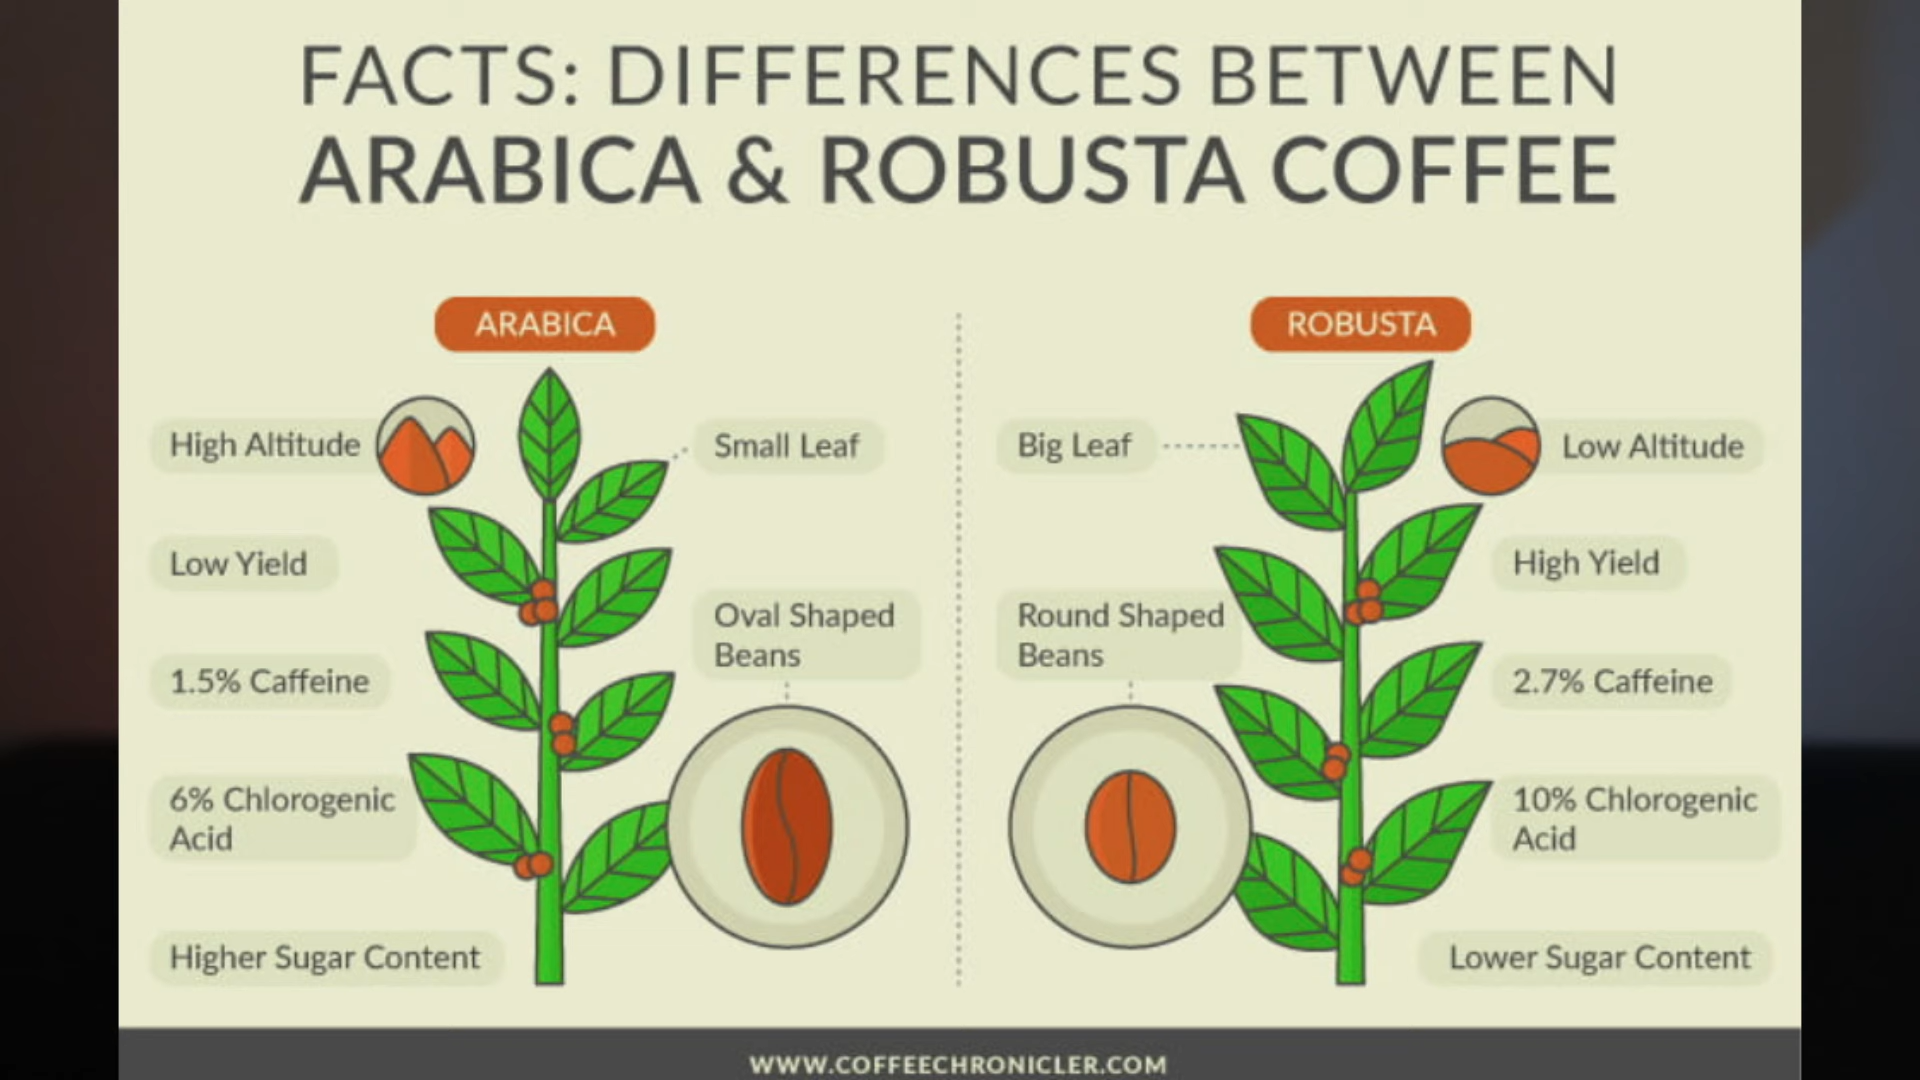 FACTS: DIFFERENCES BETWEEN
ARABICA & ROBUSTA COFFEE
ARABICA
High Altitude
Small Leaf
Low Yield
Oval Shaped
Beans
1.5% Caffeine
6% Chlorogenic
Acid
Higher Sugar Content
ROBUSTA
Big Leaf
Low Altitude
High Yield
Round Shaped
Beans
2.7% Caffeine
10% Chlorogenic
Acid
Lower Sugar Content
WWW.COFFEECHRONICLER.COM